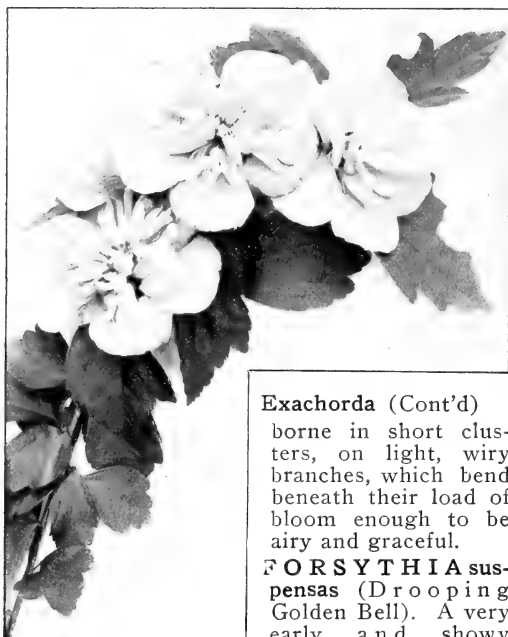 Exachorda (Cont'd)
borne in short clus-
ters, on light, wiry
branches, which bend
beneath their load of
bloom enough to be
airy and graceful.
FORSYTHIA sus-
pensas (Drooping
Golden Bell). A very
early and showy